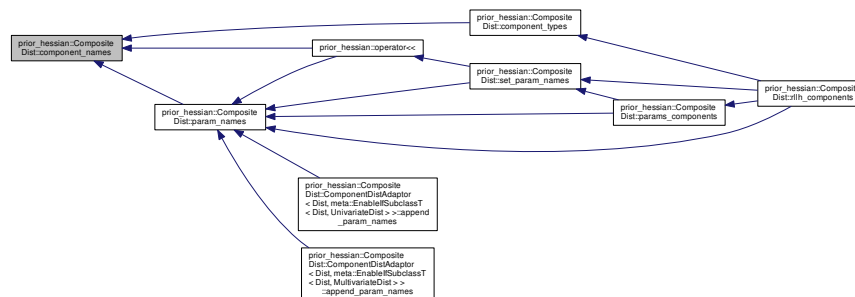 prior_hessian::Composite
Dist::component_names
prior_hessian::Composite
Dist::component_types
prior_hessian::operator<<
prior_hessian::Composite
Dist::set_param_names
prior_hessian::Composite
Dist::rllh_components
prior_hessian::Composite
Dist::param_names
prior_hessian::Composite
Dist::params_components
prior_hessian::Composite
Dist::ComponentDistAdaptor
< Dist, meta::EnableIfSubclassT
< Dist, UnivariateDist > >::append
_param_names
prior_hessian::Composite
Dist::ComponentDistAdaptor
< Dist, meta::EnableIfSubclassT
< Dist, MultivariateDist > >
::append_param_names